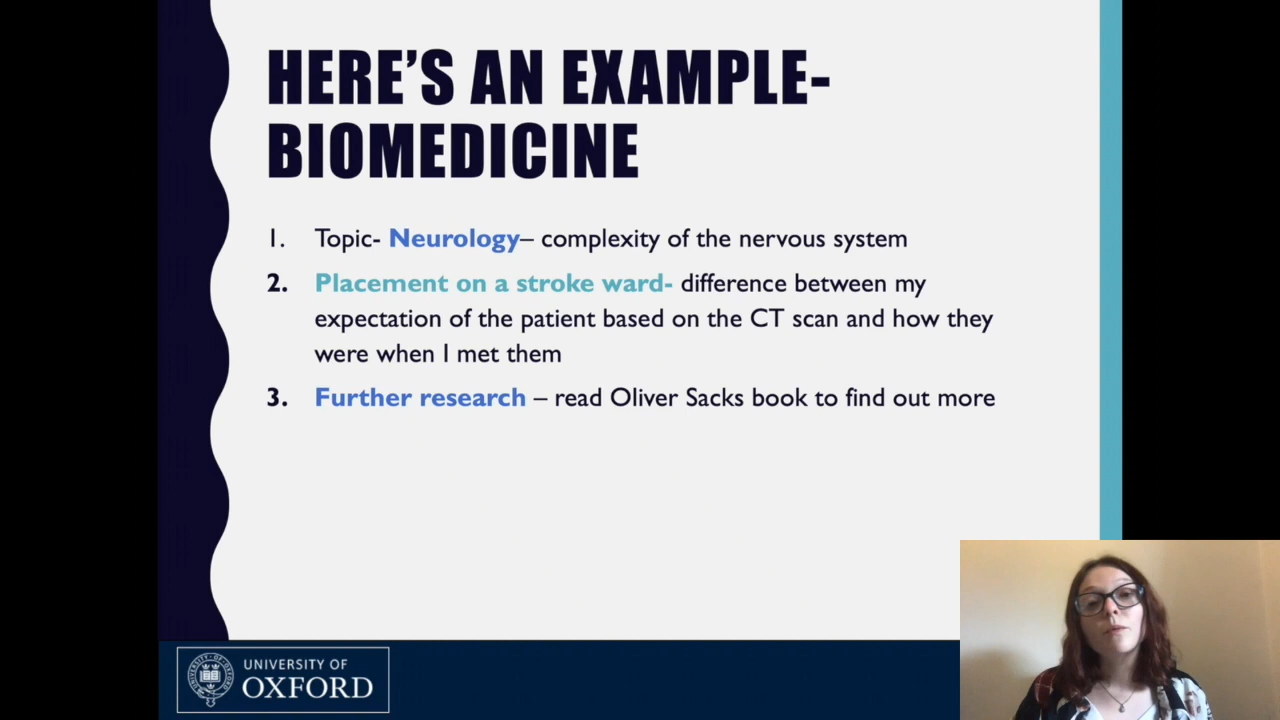 HERE'S AN EXAMPLE-
BIOMEDICINE
1. Topic- Neurology– complexity of the nervous system
2. Placement on a stroke ward- difference between my
expectation of the patient based on the CT scan and how they
were when I met them
3. Further research – read Oliver Sacks book to find out more
UNIVERSITY OF
OXFORD